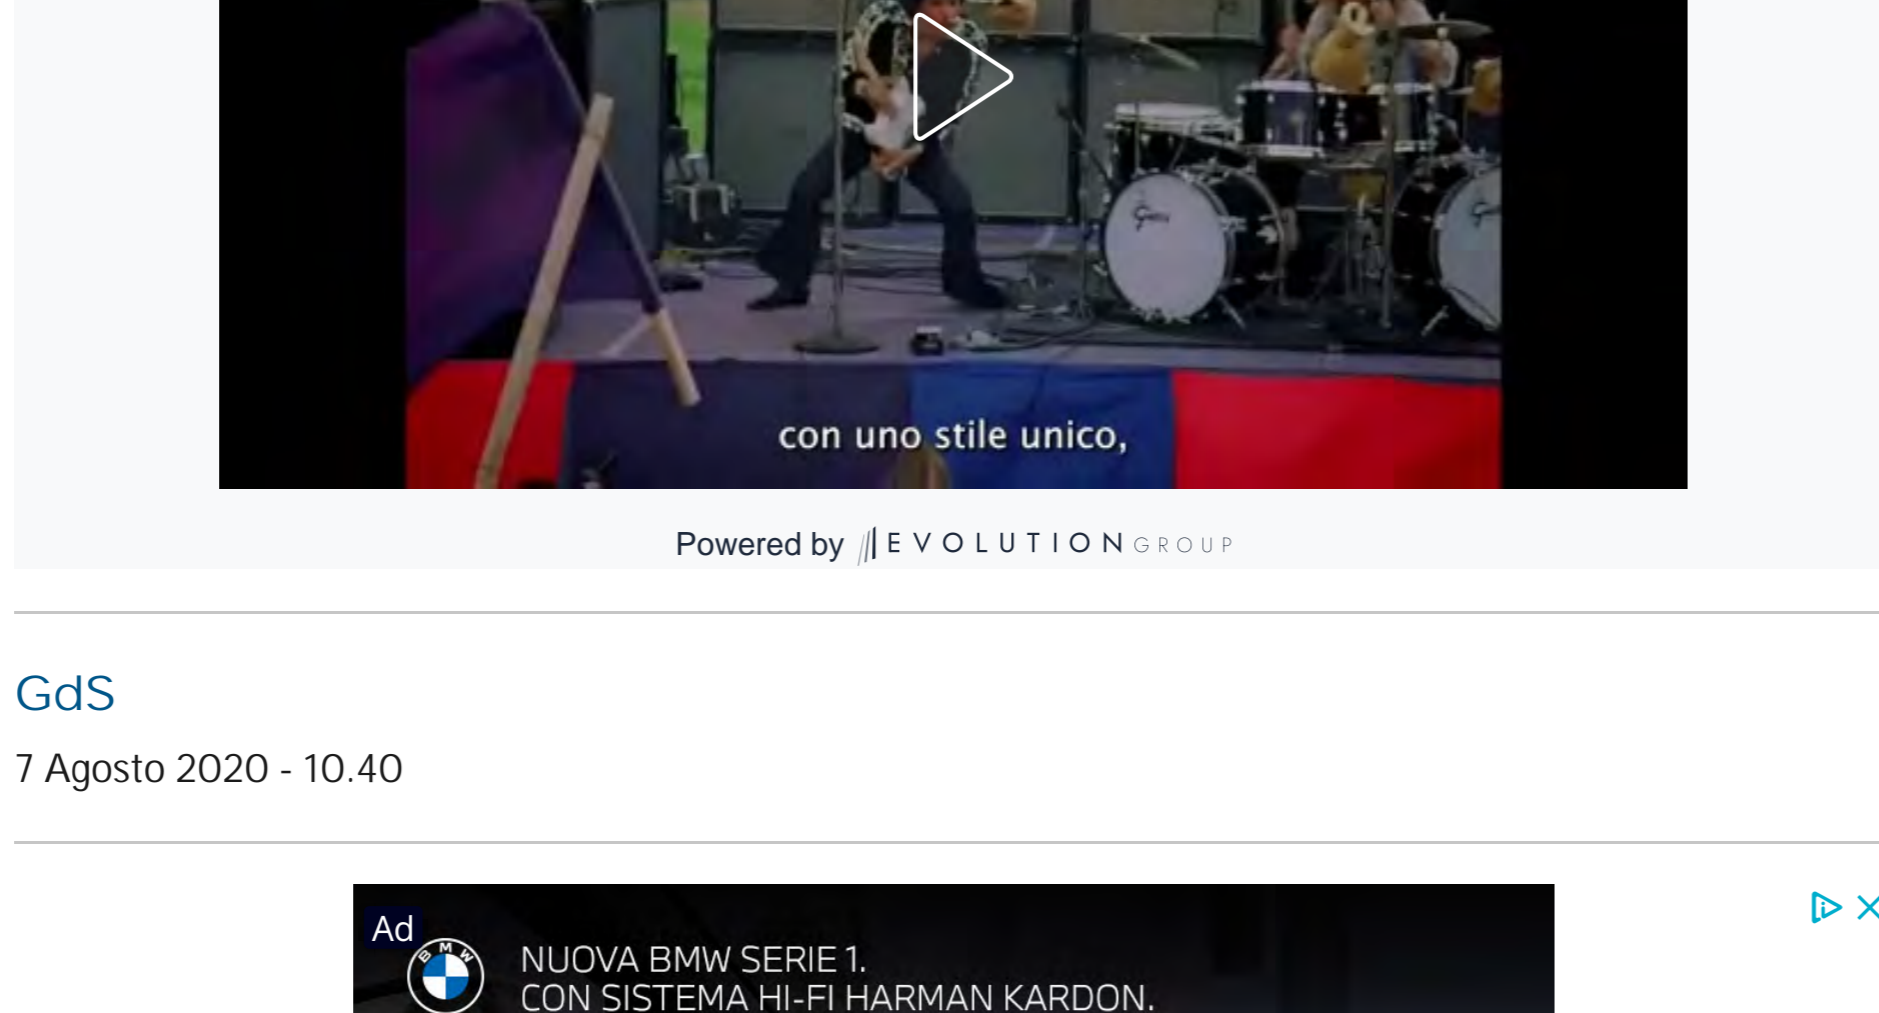 con uno stile unico,
Powered by EVOLUTION GROUP
GdS
7 Agosto 2020 - 10.40
Ad
BMW
NUOVA BMW SERIE 1.
CON SISTEMA HI-FI HARMAN KARDON.